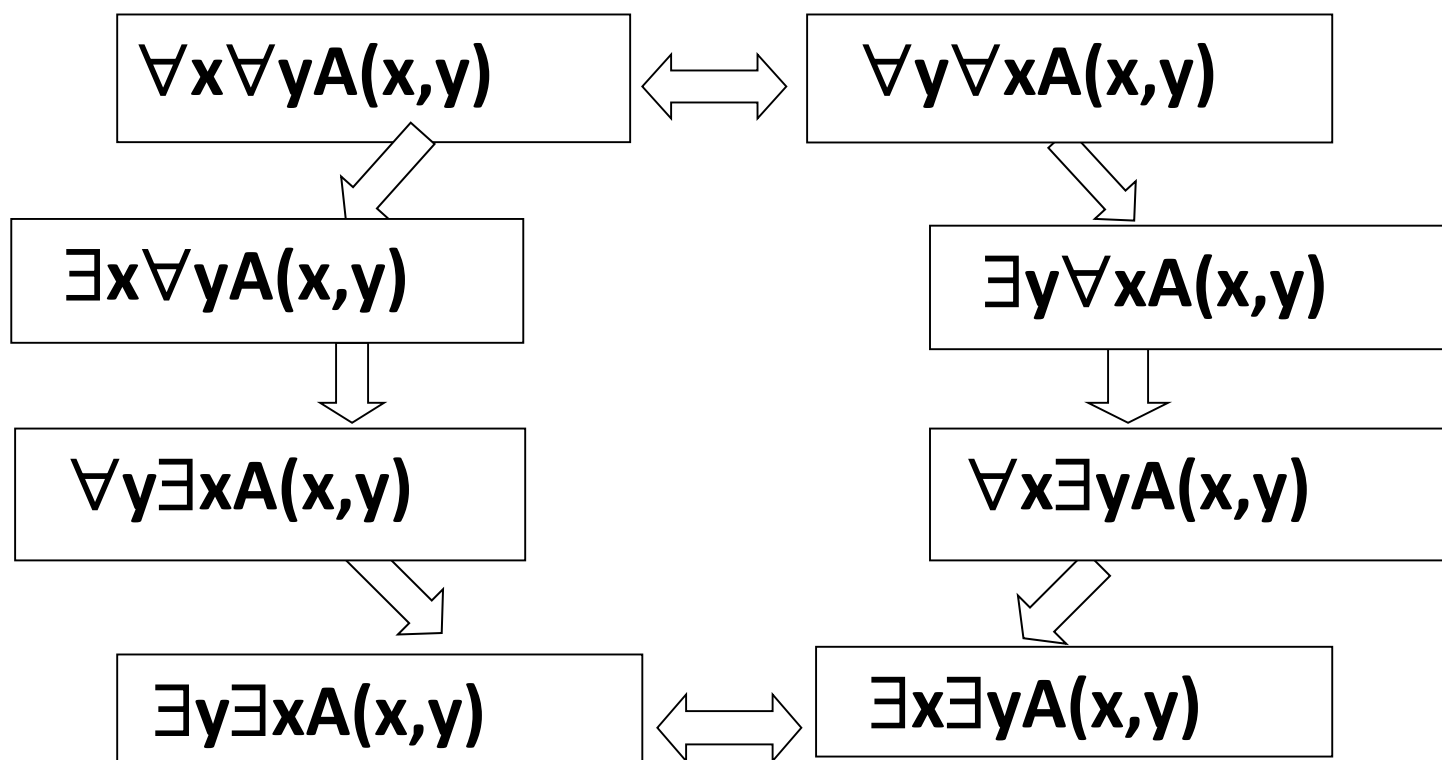 ∀x∀yA(x,y)
∀y∀xA(x,y)
∃x∀yA(x,y)
∃y∀xA(x,y)
∀y∃xA(x,y)
∀x∃yA(x,y)
∃y∃xA(x,y)
∃x∃yA(x,y)